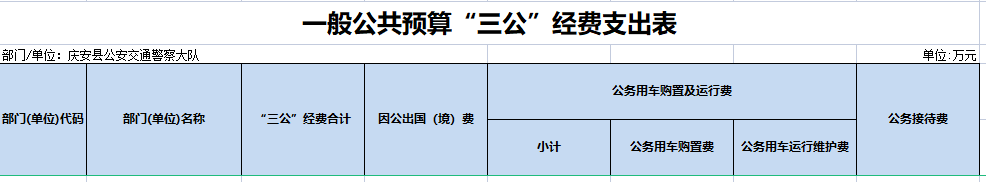 一般公共预算“三公”经费支出表
部门/单位：庆安县公安交通警察大队 单位:万元
部门(单位)代码 部门(单位)名称 “三公”经费合计 因公出国（境）费 公务用车购置及运行费 公务接待费
小计 公务用车购置费 公务用车运行维护费